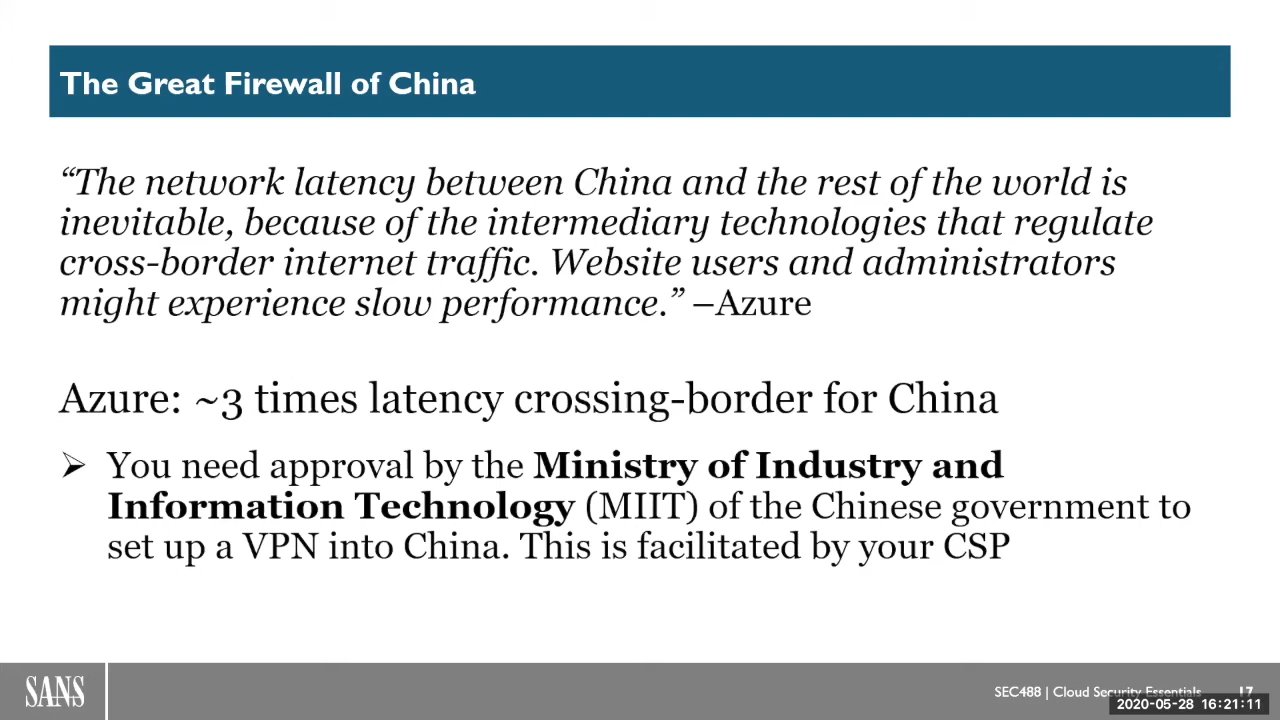 The Great Firewall of China
“The network latency between China and the rest of the world is
inevitable, because of the intermediary technologies that regulate
cross-border internet traffic. Website users and administrators
might experience slow performance.” –Azure
Azure: ~3 times latency crossing-border for China
➢ You need approval by the Ministry of Industry and
Information Technology (MIIT) of the Chinese government to
set up a VPN into China. This is facilitated by your CSP
SANS
SEC488 | Cloud Security Essentials 17
2020-05-28 16:21:11